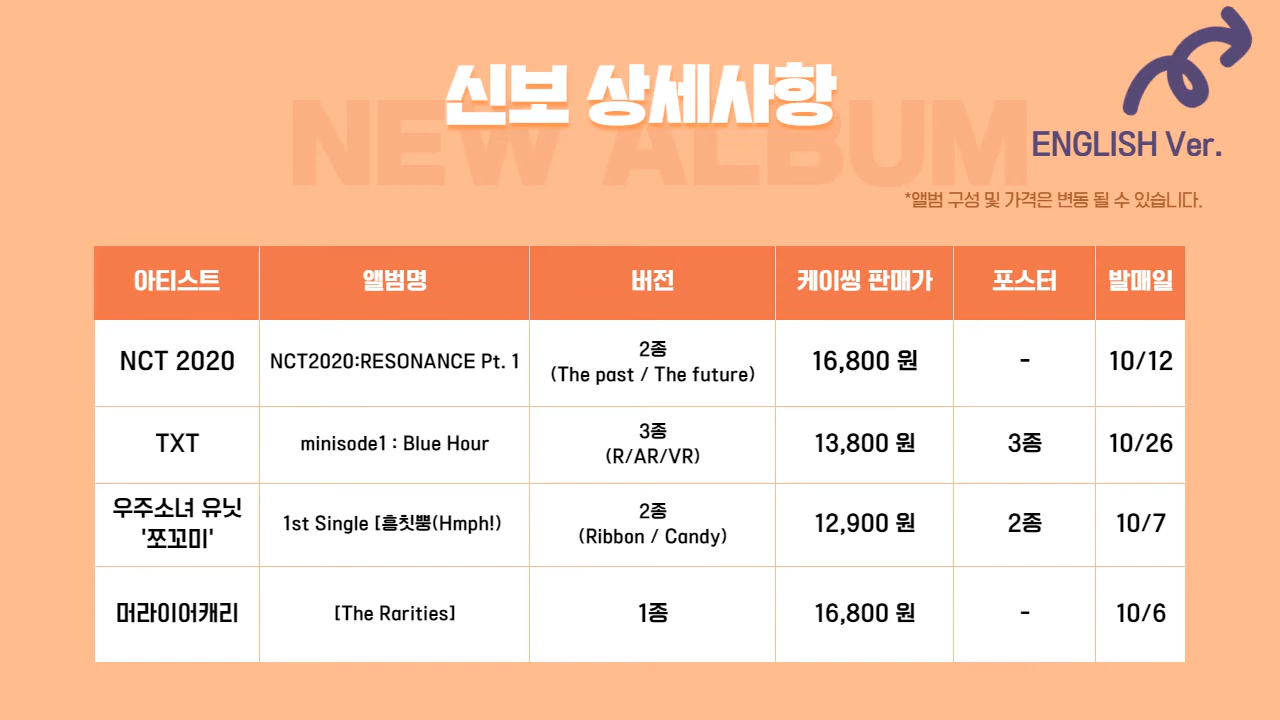 신보 상세사항
NEW ALBUM
ENGLISH Ver.
*앨범 구성 및 가격은 변동 될 수 있습니다.
아티스트 앨범명 버전 케이씽 판매가 포스터 발매일
NCT 2020 NCT2020:RESONANCE Pt. 1 2종 (The past / The future) 16,800 원 - 10/12
TXT minisode1 : Blue Hour 3종 (R/AR/VR) 13,800 원 3종 10/26
우주소녀 유닛 '쪼꼬미' 1st Single [흥칫뿡(Hmph!) 2종 (Ribbon / Candy) 12,900 원 2종 10/7
머라이어캐리 [The Rarities] 1종 16,800 원 - 10/6